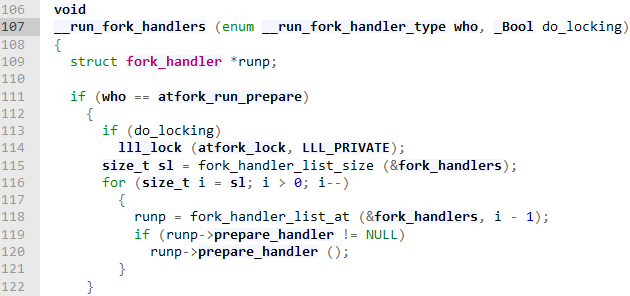 106 void
107 __run_fork_handlers (enum __run_fork_handler_type who, _Bool do_locking)
108 {
109   struct fork_handler *runp;
110
111   if (who == atfork_run_prepare)
112     {
113       if (do_locking)
114         lll_lock (atfork_lock, LLL_PRIVATE);
115       size_t sl = fork_handler_list_size (&fork_handlers);
116       for (size_t i = sl; i > 0; i--)
117         {
118           runp = fork_handler_list_at (&fork_handlers, i - 1);
119           if (runp->prepare_handler != NULL)
120             runp->prepare_handler ();
121         }
122     }